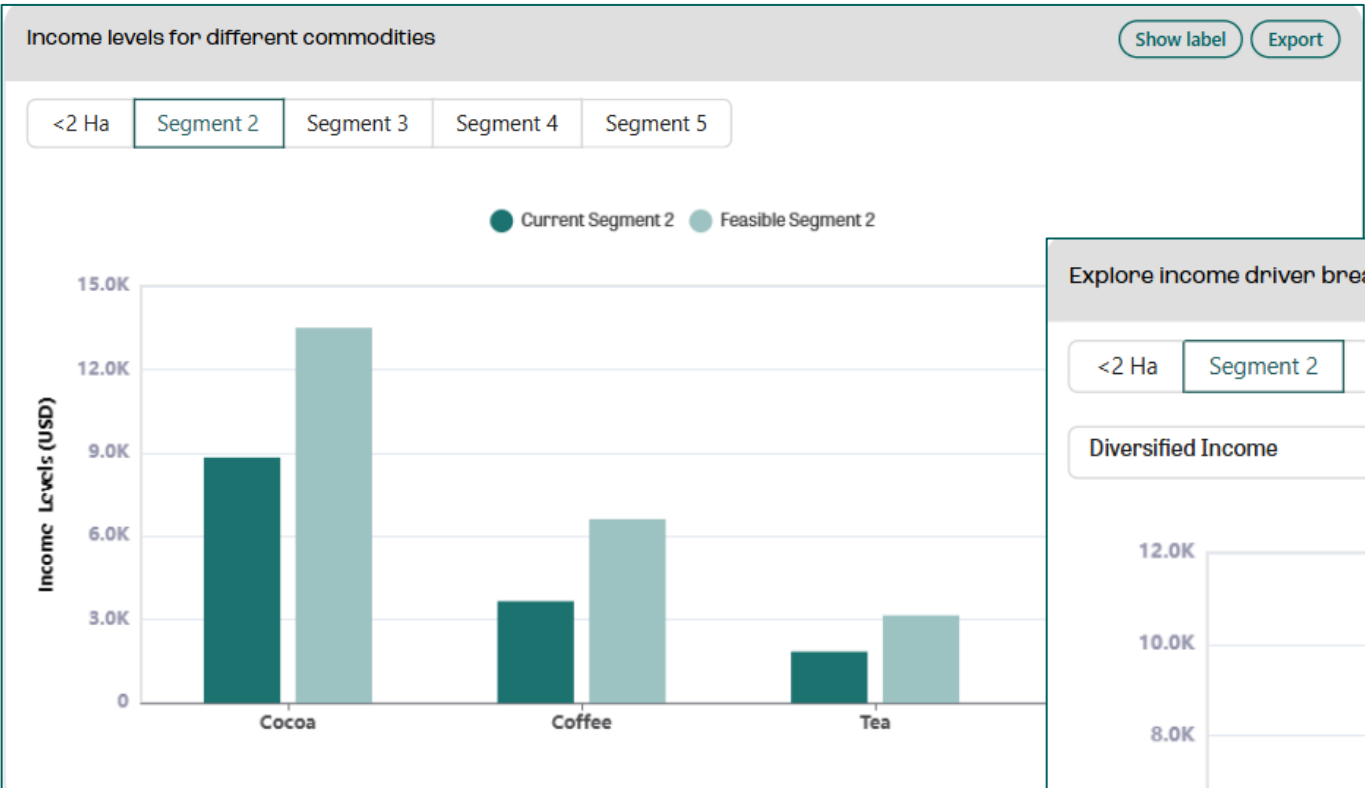 Income levels for different commodities
Show label
Export
<2 Ha
Segment 2
Segment 3
Segment 4
Segment 5
Current Segment 2
Feasible Segment 2
Income Levels (USD)
15.0K
12.0K
9.0K
6.0K
3.0K
0
Cocoa
Coffee
Tea
Explore income driver brea
<2 Ha
Segment 2
Diversified Income
12.0K
10.0K
8.0K